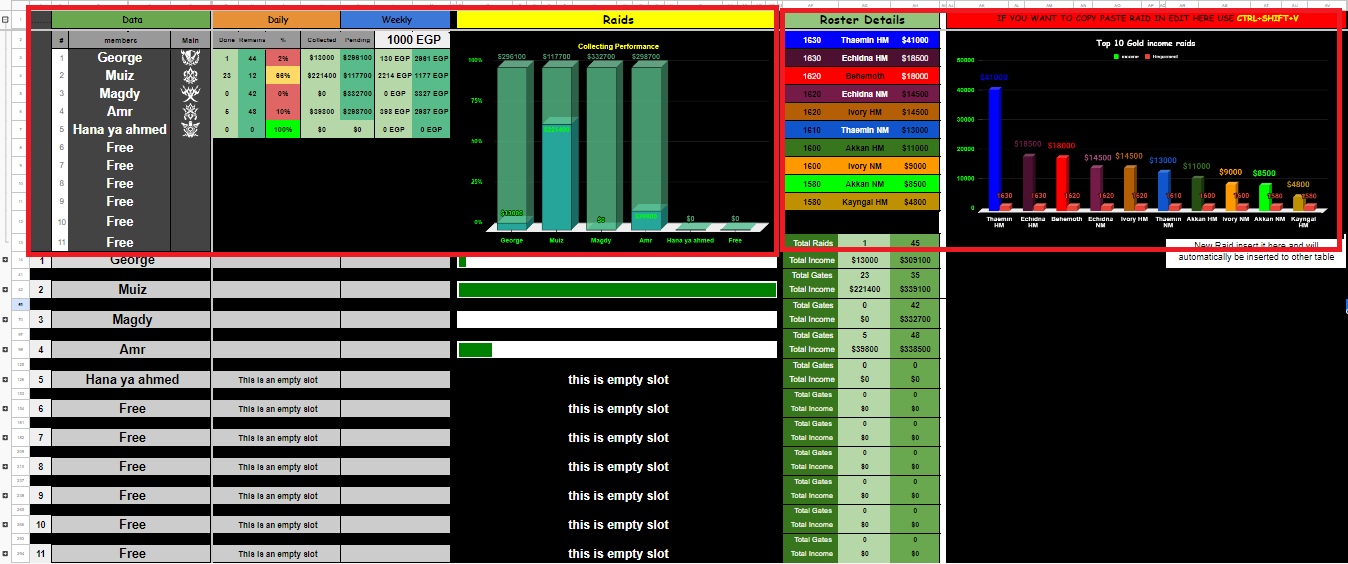 Data Daily Weekly Raids Roster Details IF YOU WANT TO COPY PASTE RAID IN EDIT HERE USE CTRL+SHIFT+V
# members Main Done Remains % Collected Pending 1000 EGP
1 George 1 44 2% $13000 $296100 130 EGP 2961 EGP
2 Muiz 23 12 66% $221400 $117700 2214 EGP 1177 EGP
3 Magdy 0 42 0% $0 $332700 0 EGP 3327 EGP
4 Amr 5 48 10% $39800 $298700 398 EGP 2987 EGP
5 Hana ya ahmed 0 0 100% $0 $0 0 EGP 0 EGP
6 Free
7 Free
8 Free
9 Free
10 Free
11 Free
Collecting Performance
$296100 $117700 $332700 $298700
100%
75%
50%
25%
0%
$221400
$13000 $0 $39800 $0 $0
George Muiz Magdy Amr Hana ya ahmed Free
1630 Thaemin HM $41000
1630 Echidna HM $18500
1620 Behemoth $18000
1620 Echidna NM $14500
1620 Ivory HM $14500
1610 Thaemin NM $13000
1600 Akkan HM $11000
1600 Ivory NM $9000
1580 Akkan NM $8500
1580 Kayngal HM $4800
Top 10 Gold income raids
income Required
50000
40000
30000
20000
10000
0
$41000 $18500 $18000 $14500 $14500 $13000 $11000 $9000 $8500 $4800
1630 1630 1620 1620 1620 1610 1600 1600 1580 1580
Thaemin HM Echidna HM Behemoth Echidna NM Ivory HM Thaemin NM Akkan HM Ivory NM Akkan NM Kayngal HM
New Raid insert it here and will
automatically be inserted to other table
Total Raids 1 45
1 George Total Income $13000 $309100
Total Gates 23 35
2 Muiz Total Income $221400 $339100
Total Gates 0 42
3 Magdy Total Income $0 $332700
Total Gates 5 48
4 Amr Total Income $39800 $338500
Total Gates 0 0
5 Hana ya ahmed This is an empty slot this is empty slot Total Income $0 $0
Total Gates 0 0
6 Free This is an empty slot this is empty slot Total Income $0 $0
Total Gates 0 0
7 Free This is an empty slot this is empty slot Total Income $0 $0
Total Gates 0 0
8 Free This is an empty slot this is empty slot Total Income $0 $0
Total Gates 0 0
9 Free This is an empty slot this is empty slot Total Income $0 $0
Total Gates 0 0
10 Free This is an empty slot this is empty slot Total Income $0 $0
Total Gates 0 0
11 Free This is an empty slot this is empty slot Total Income $0 $0